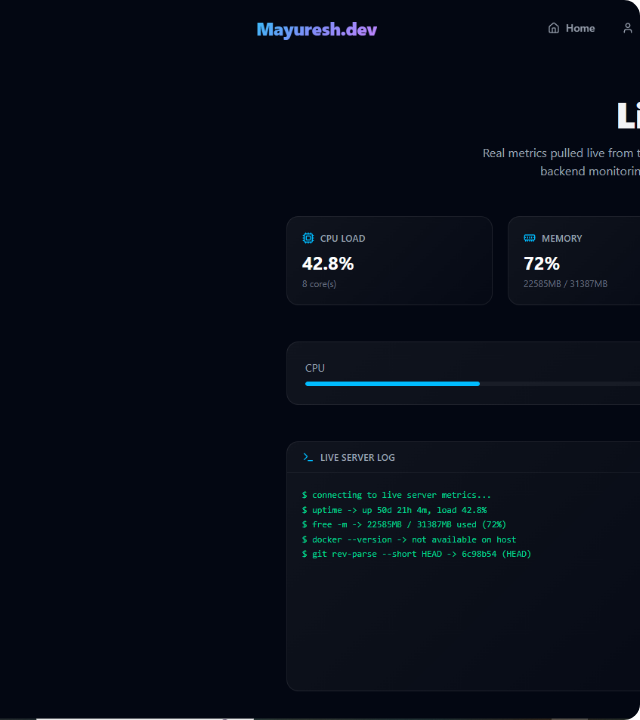 Mayuresh.dev
Home
Li
Real metrics pulled live from t
backend monitorin
CPU LOAD
42.8%
8 core(s)
MEMORY
72%
22585MB / 31387MB
CPU
LIVE SERVER LOG
$ connecting to live server metrics...
$ uptime -> up 50d 21h 4m, load 42.8%
$ free -m -> 22585MB / 31387MB used (72%)
$ docker --version -> not available on host
$ git rev-parse --short HEAD -> 6c98b54 (HEAD)